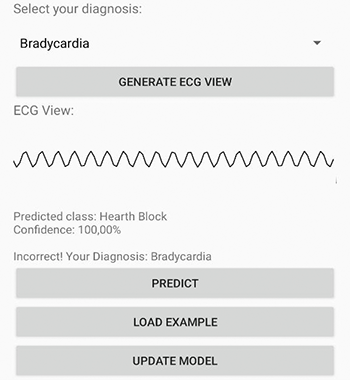 Select your diagnosis:
Bradycardia
GENERATE ECG VIEW
ECG View:
Predicted class: Hearth Block
Confidence: 100,00%
Incorrect! Your Diagnosis: Bradycardia
PREDICT
LOAD EXAMPLE
UPDATE MODEL